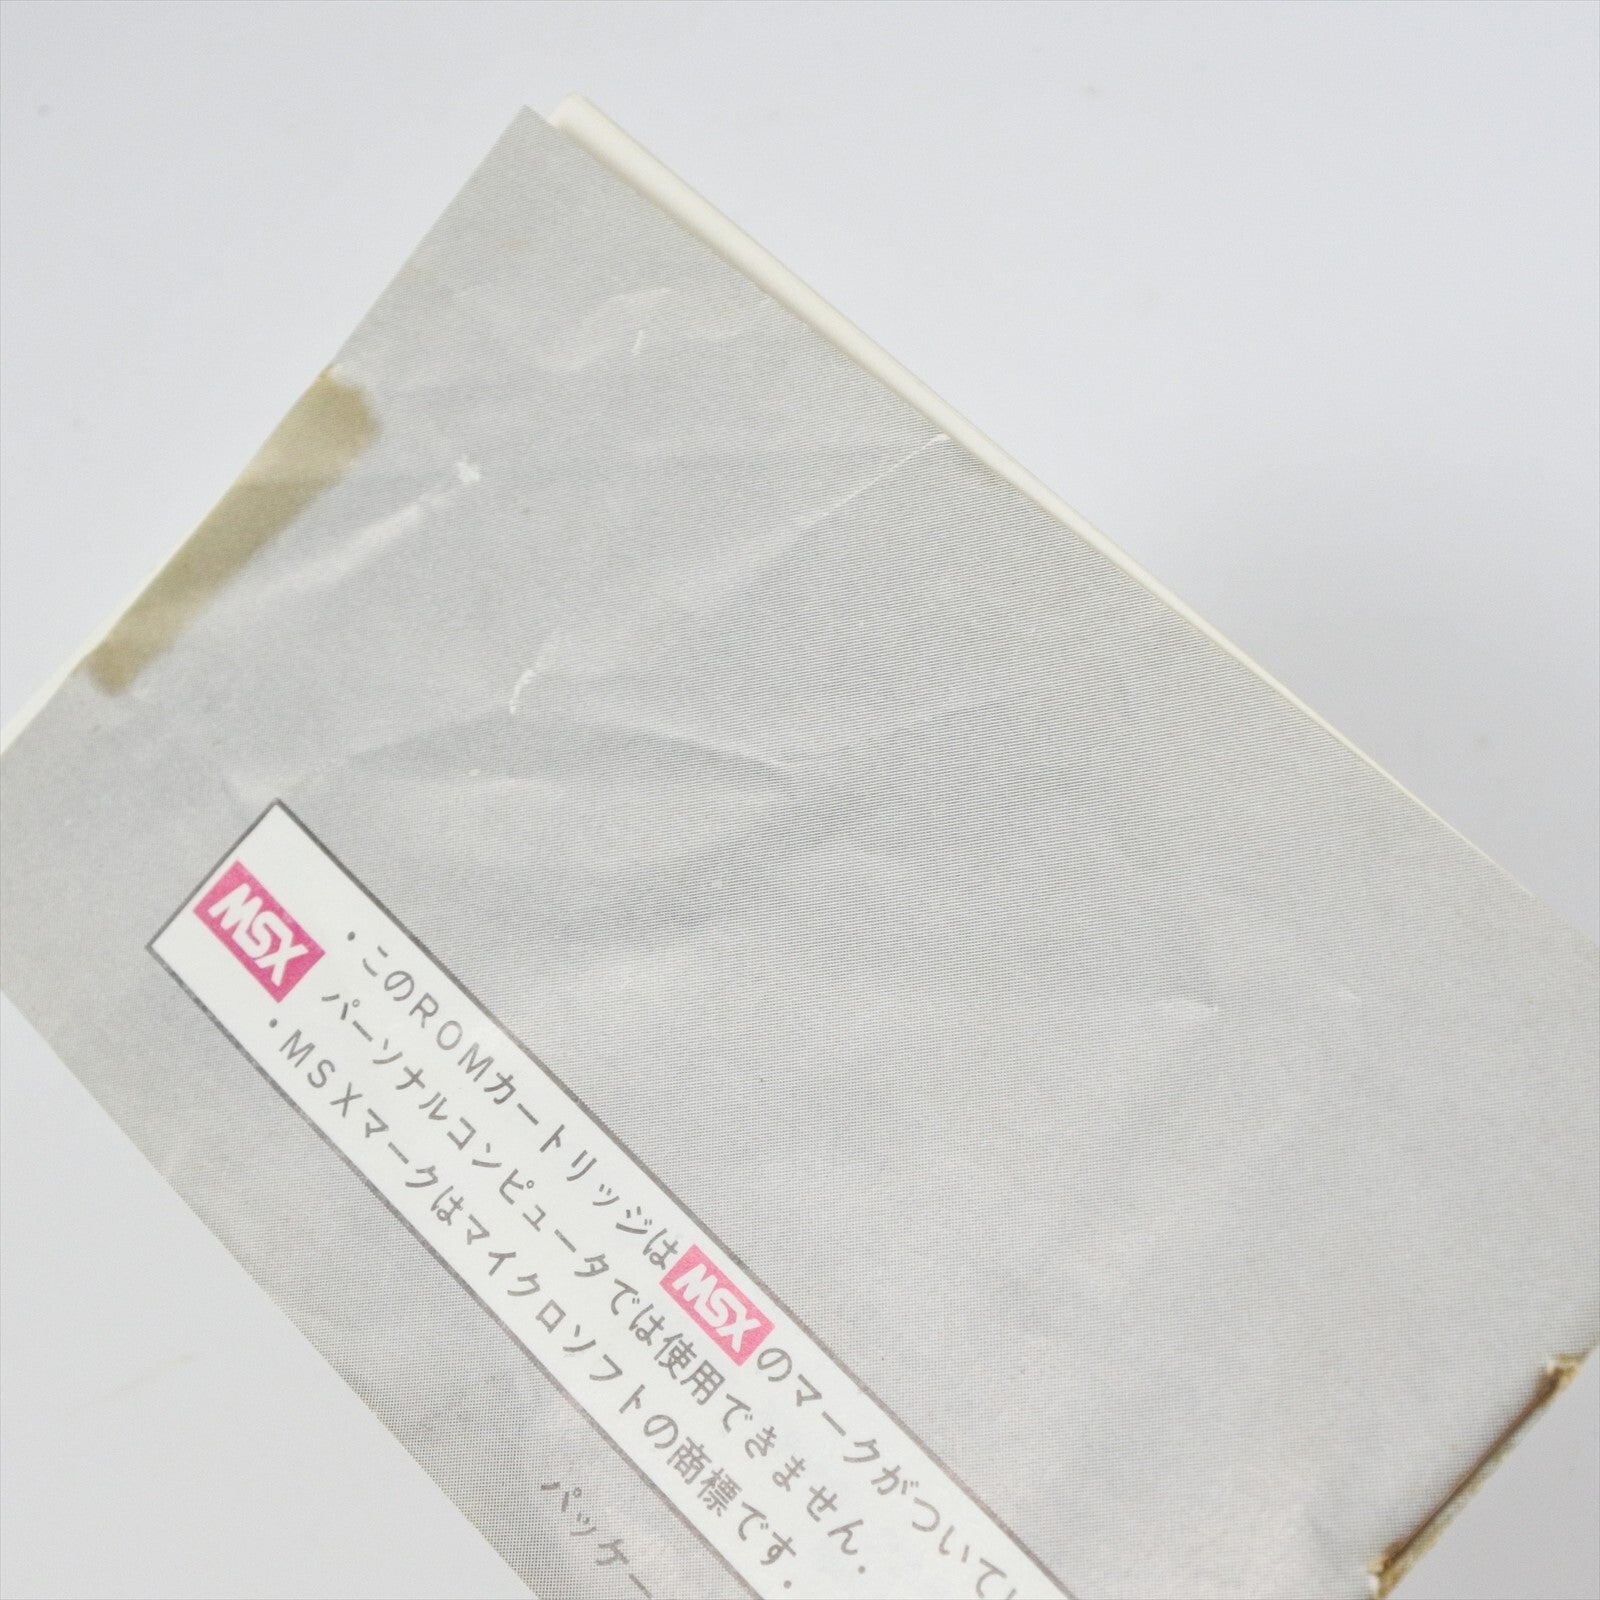 MSX
・このROMカートリッジはMSXのマークがついてい
パーソナルコンピュータでは使用できません.
・MSXマークはマイクロソフトの商標です.
パッケー